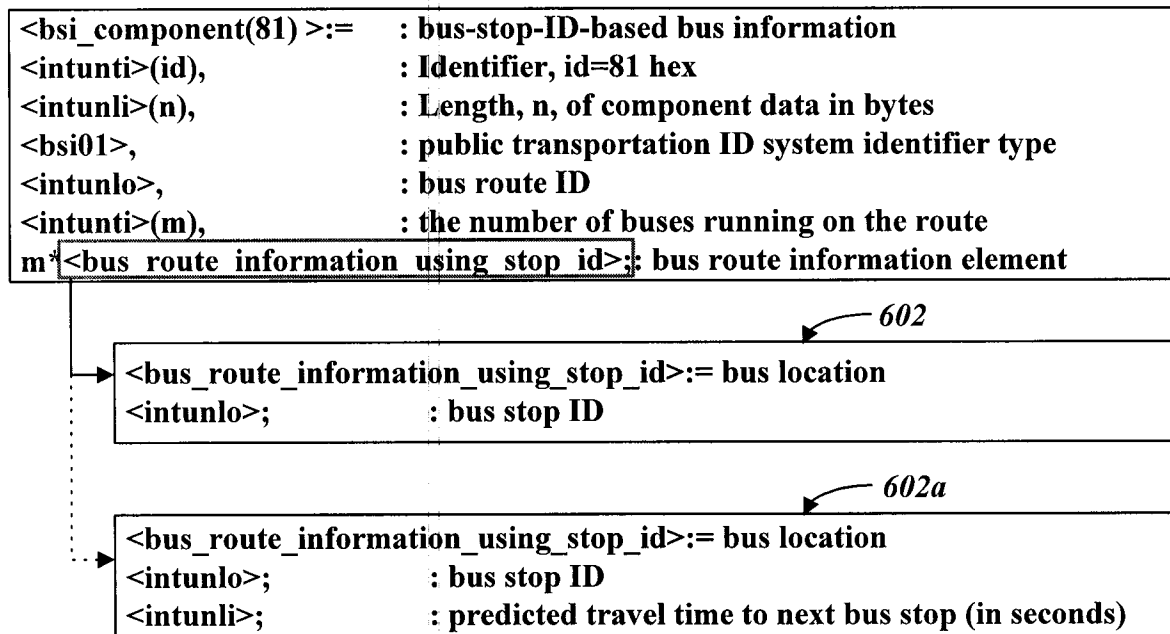 <bsi_component(81) >:= : bus-stop-ID-based bus information
<intunti>(id), : Identifier, id=81 hex
<intunli>(n), : Length, n, of component data in bytes
<bsi01>, : public transportation ID system identifier type
<intunlo>, : bus route ID
<intunti>(m), : the number of buses running on the route
m*<bus_route_information_using_stop_id>;: bus route information element
602
<bus_route_information_using_stop_id>:= bus location
<intunlo>; : bus stop ID
602a
<bus_route_information_using_stop_id>:= bus location
<intunlo>; : bus stop ID
<intunli>; : predicted travel time to next bus stop (in seconds)